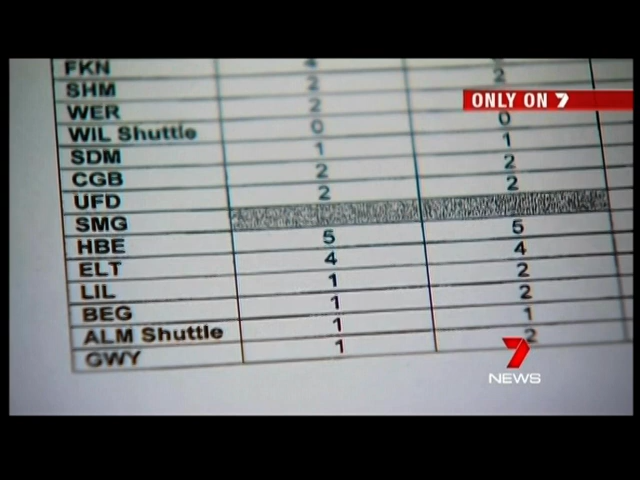 FKN 4
SHM 2 2
WER 2
ONLY ON 7
WIL Shuttle 0 0
SDM 1 1
CGB 2 2
UFD 2 2
SMG
HBE 5 5
ELT 4 4
LIL 1 2
BEG 1 2
ALM Shuttle 1 1
GWY 1 2
7
NEWS